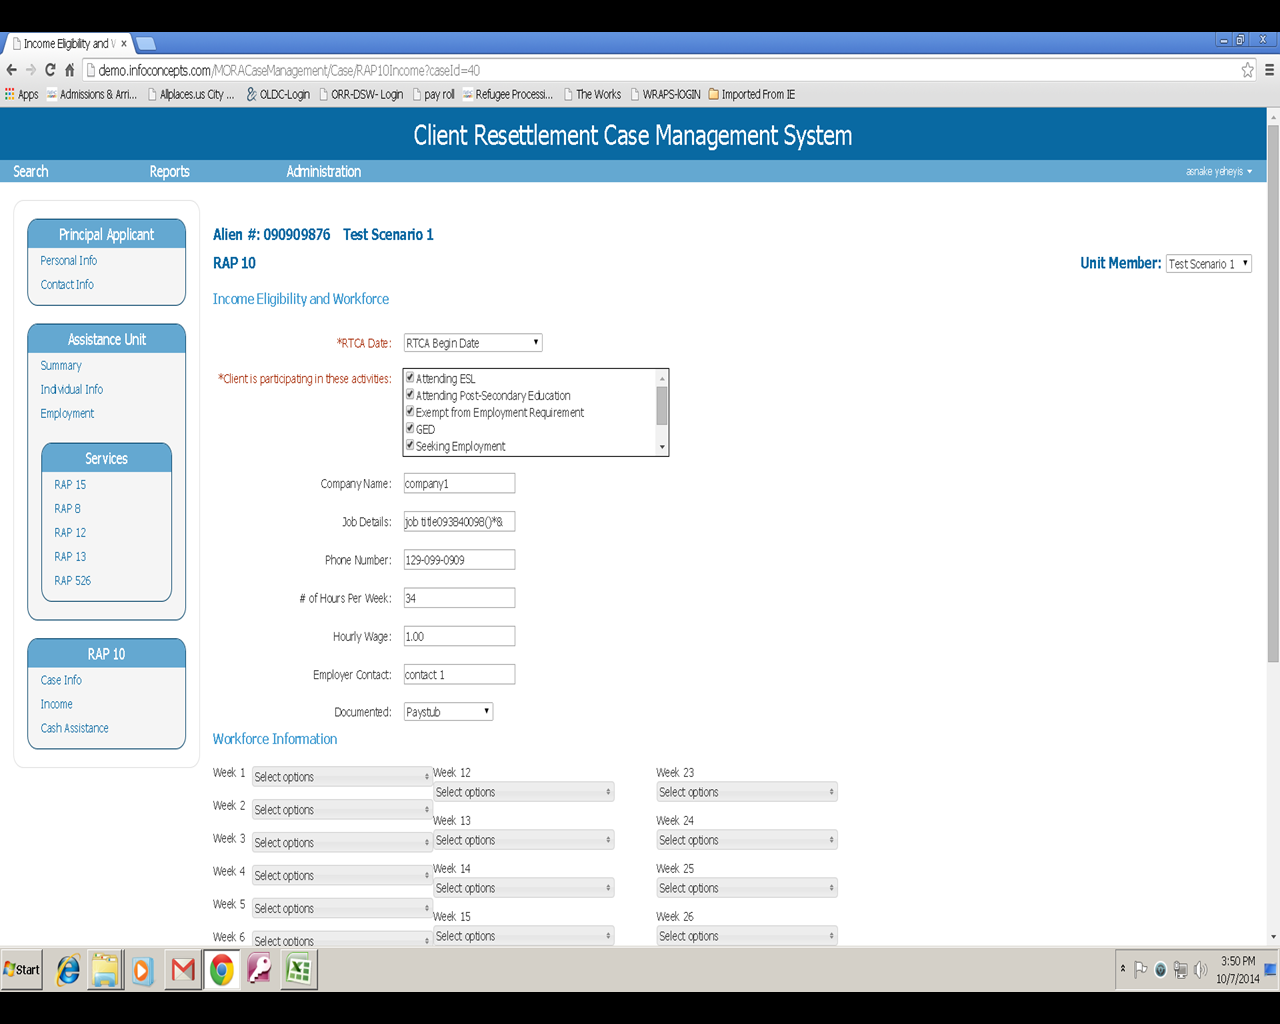 Income Eligibility and V
demo.infoconcepts.com/MORACaseManagement/Case/RAP10Income?caseId=40
Apps Admissions & Arri... Allplaces.us City ... OLDC-Login ORR-DSW- Login pay roll Refugee Processi... The Works WRAPS-lOGIN Imported From IE
Client Resettlement Case Management System
Search Reports Administration asnake yeheyis
Principal Applicant
Personal Info
Contact Info
Assistance Unit
Summary
Individual Info
Employment
Services
RAP 15
RAP 8
RAP 12
RAP 13
RAP 526
RAP 10
Case Info
Income
Cash Assistance
Alien #: 090909876 Test Scenario 1
RAP 10 Unit Member: Test Scenario 1
Income Eligibility and Workforce
*RTCA Date: RTCA Begin Date
*Client is participating in these activities: Attending ESL
Attending Post-Secondary Education
Exempt from Employment Requirement
GED
Seeking Employment
Company Name: company1
Job Details: job title093840098()*&
Phone Number: 129-099-0909
# of Hours Per Week: 34
Hourly Wage: 1.00
Employer Contact: contact 1
Documented: Paystub
Workforce Information
Week 1 Select options
Week 2 Select options
Week 3 Select options
Week 4 Select options
Week 5 Select options
Week 6 Select options
Week 12
Select options
Week 13
Select options
Week 14
Select options
Week 15
Select options
Week 23
Select options
Week 24
Select options
Week 25
Select options
Week 26
Select options
Start
3:50 PM
10/7/2014